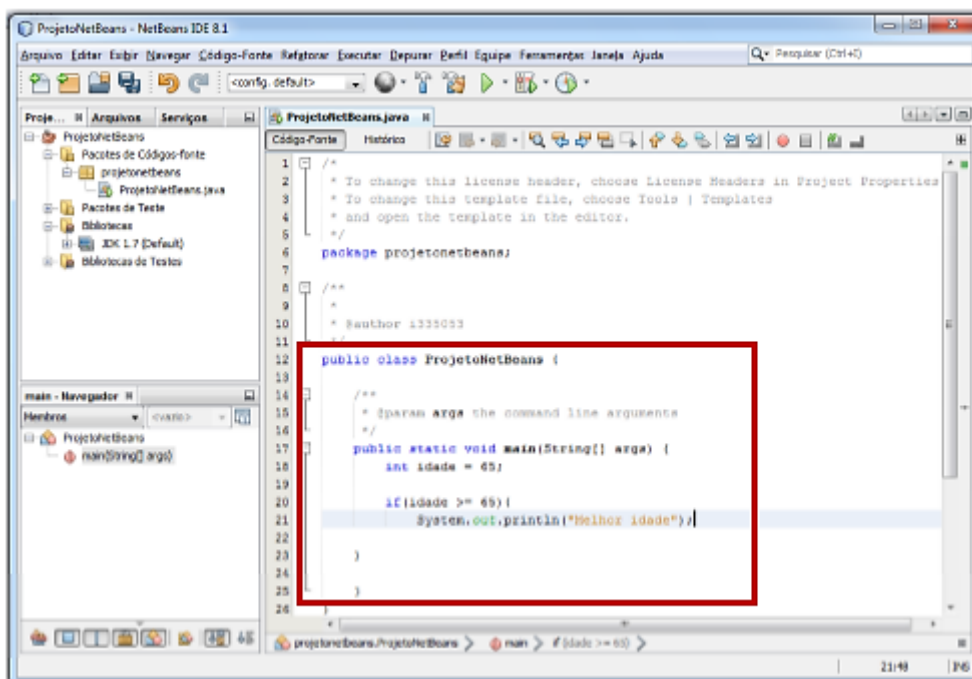 ProjetoNetBeans - NetBeans IDE 8.1
Arquivo Editar Exibir Navegar Código-Fonte Refatorar Executar Depurar Perfil Equipe Ferramentas Janela Ajuda
Pesquisar (Ctrl+I)
<config. default>
Proje... Arquivos Serviços
ProjetoNetBeans
Pacotes de Códigos-fonte
projetonetbeans
ProjetoNetBeans.java
Pacotes de Teste
Bibliotecas
JDK 1.7 (Default)
Bibliotecas de Testes
main - Navegador
Membros <vazio>
ProjetoNetBeans
main(String[] args)
ProjetoNetBeans.java
Código-Fonte Histórico
1 /*
2 * To change this license header, choose License Headers in Project Properties
3 * To change this template file, choose Tools | Templates
4 * and open the template in the editor.
5 */
6 package projetonetbeans;
7
8 /**
9 *
10 * @author i335053
11 */
12 public class ProjetoNetBeans {
13
14 /**
15 * @param args the command line arguments
16 */
17 public static void main(String[] args) {
18 int idade = 65;
19
20 if(idade >= 65){
21 System.out.println("Melhor idade");
22
23 }
24
25 }
26 }
projetonetbeans.ProjetoNetBeans main if (idade >= 65)
21:48 INS